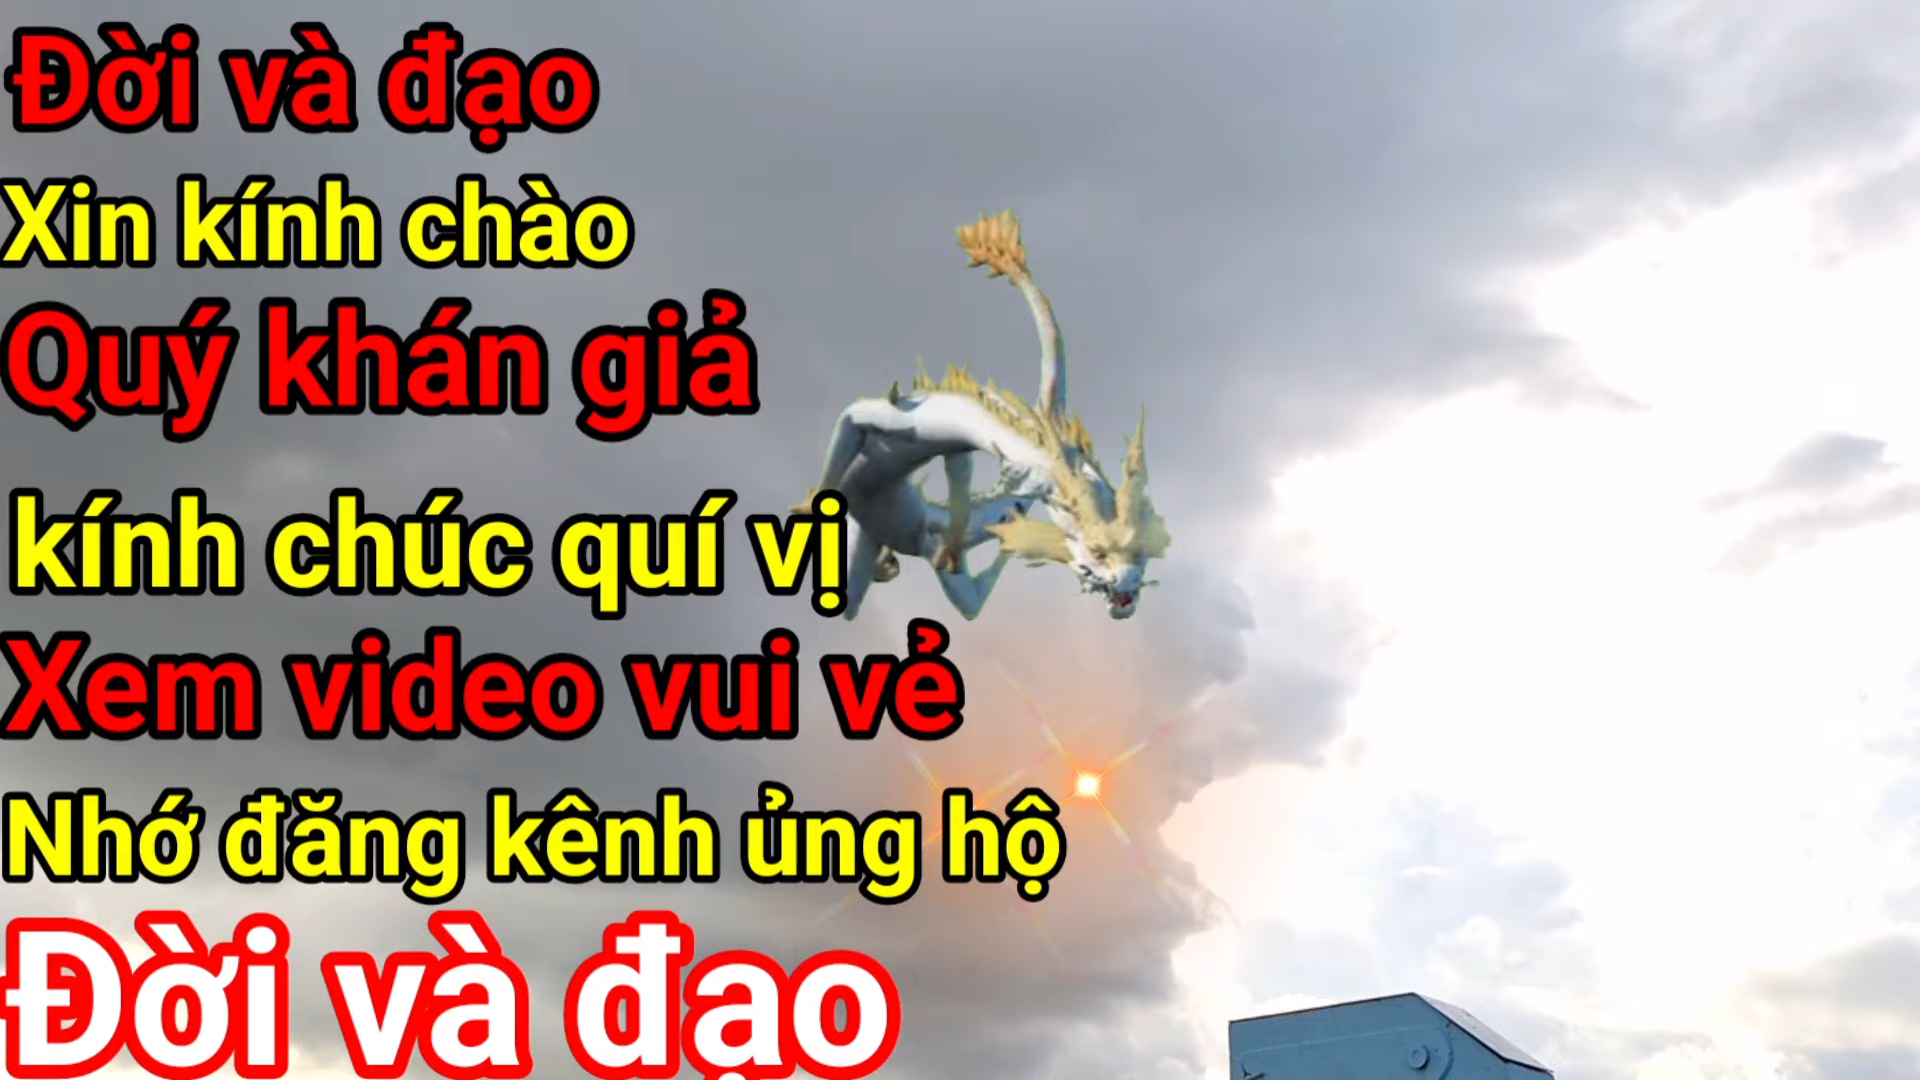 Đời và đạo
Xin kính chào
Quý khán giả
kính chúc quí vị
Xem video vui vẻ
Nhớ đăng kênh ủng hộ
Đời và đạo